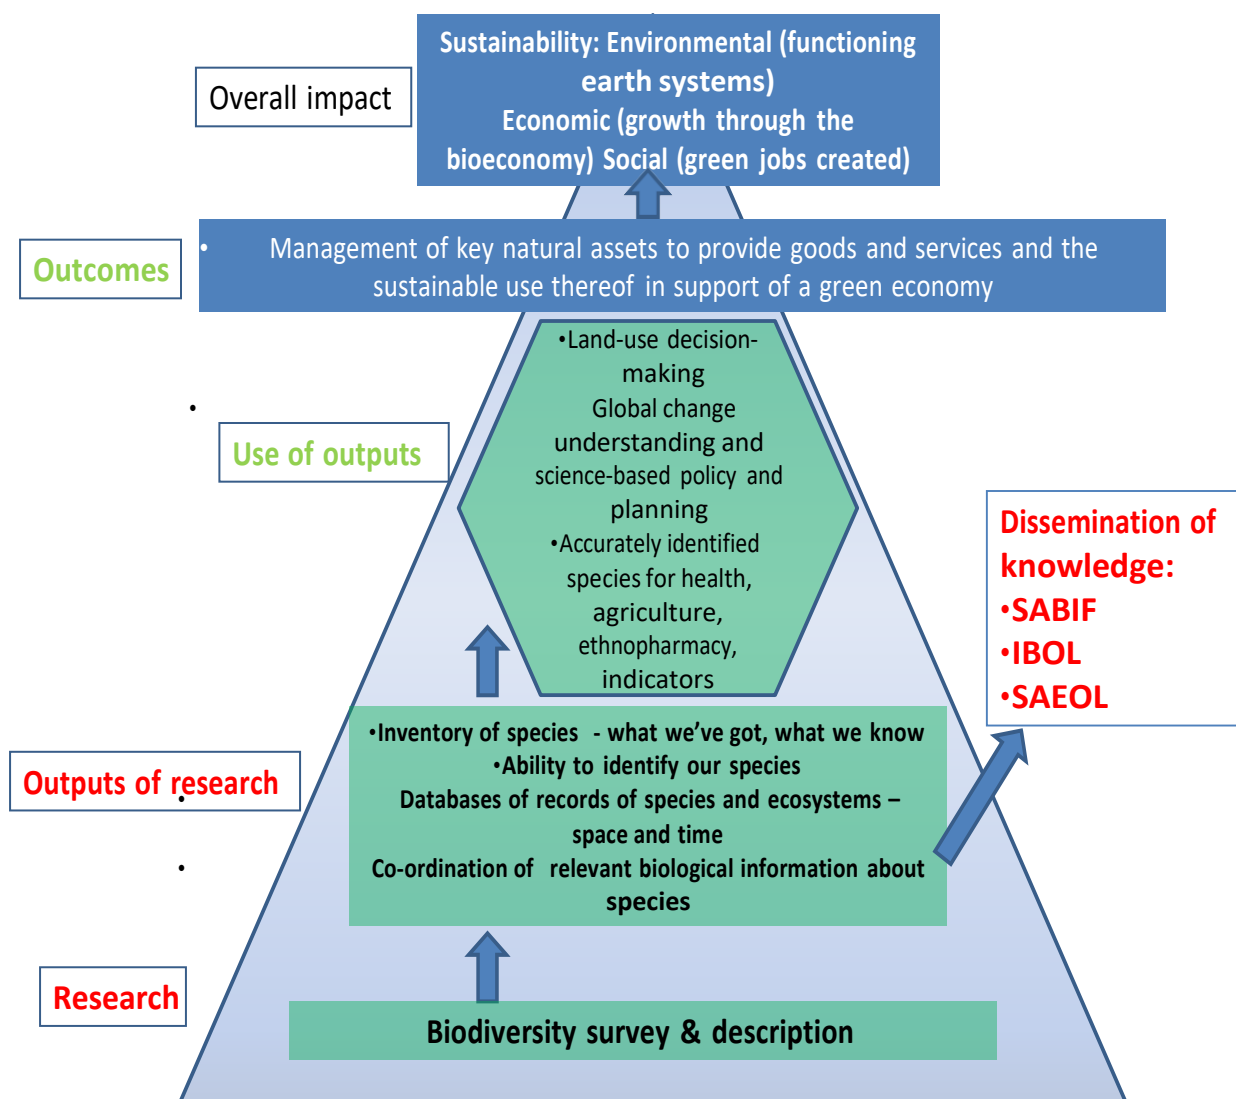 Sustainability: Environmental (functioning
earth systems)
Economic (growth through the
bioeconomy) Social (green jobs created)
Overall impact
• Management of key natural assets to provide goods and services and the
sustainable use thereof in support of a green economy
Outcomes
•Land-use decision-
making
Global change
understanding and
science-based policy and
planning
•Accurately identified
species for health,
agriculture,
ethnopharmacy,
indicators
•
Use of outputs
Dissemination of
knowledge:
•SABIF
•IBOL
•SAEOL
•Inventory of species - what we’ve got, what we know
•Ability to identify our species
Databases of records of species and ecosystems –
space and time
Co-ordination of relevant biological information about
species
Outputs of research
•
•
Research
Biodiversity survey & description